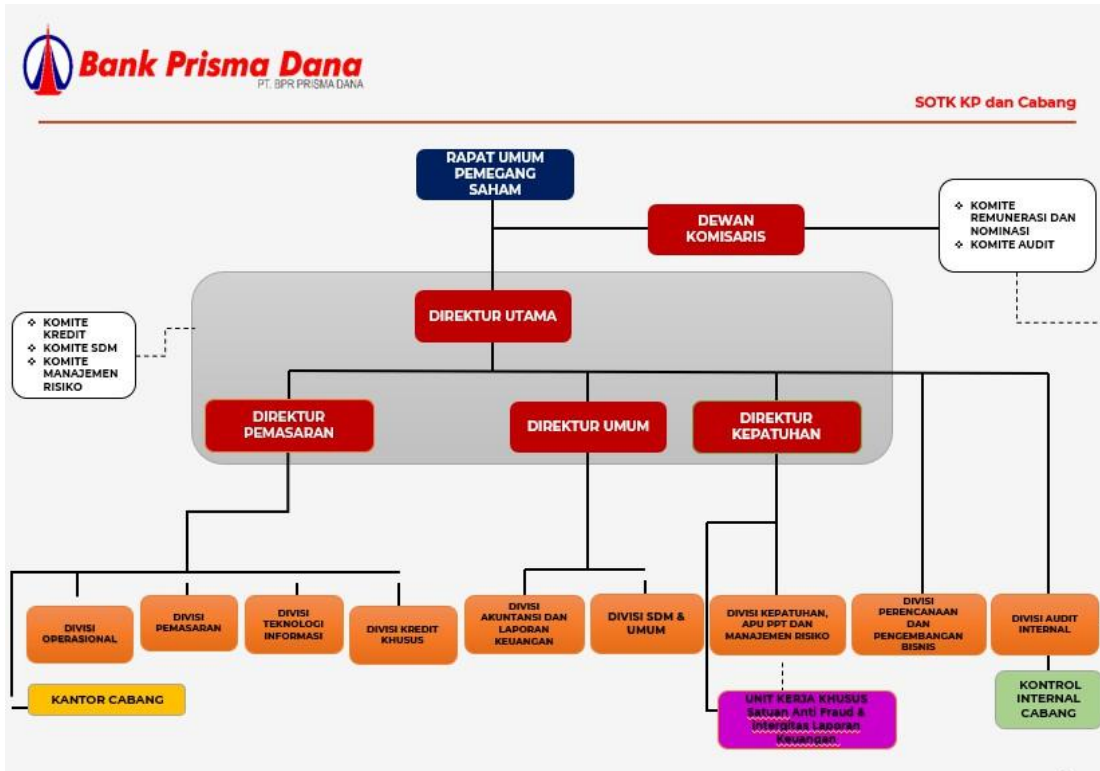 Bank Prisma Dana
PT. BPR PRISMA DANA
SOTK KP dan Cabang
RAPAT UMUM
PEMEGANG
SAHAM
DEWAN
KOMISARIS
❖ KOMITE
REMUNERASI DAN
NOMINASI
❖ KOMITE AUDIT
DIREKTUR UTAMA
❖ KOMITE
KREDIT
❖ KOMITE SDM
❖ KOMITE
MANAJEMEN
RISIKO
DIREKTUR
PEMASARAN
DIREKTUR UMUM
DIREKTUR
KEPATUHAN
DIVISI
OPERASIONAL
DIVISI
PEMASARAN
DIVISI
TEKNOLOGI
INFORMASI
DIVISI KREDIT
KHUSUS
DIVISI
AKUNTANSI DAN
LAPORAN
KEUANGAN
DIVISI SDM &
UMUM
DIVISI KEPATUHAN,
APU PPT DAN
MANAJEMEN RISIKO
DIVISI
PERENCANAAN
DAN
PENGEMBANGAN
BISNIS
DIVISI AUDIT
INTERNAL
KANTOR CABANG
UNIT KERJA KHUSUS
Satuan Anti Fraud &
Intergitas Laporan
Keuangan
KONTROL
INTERNAL
CABANG